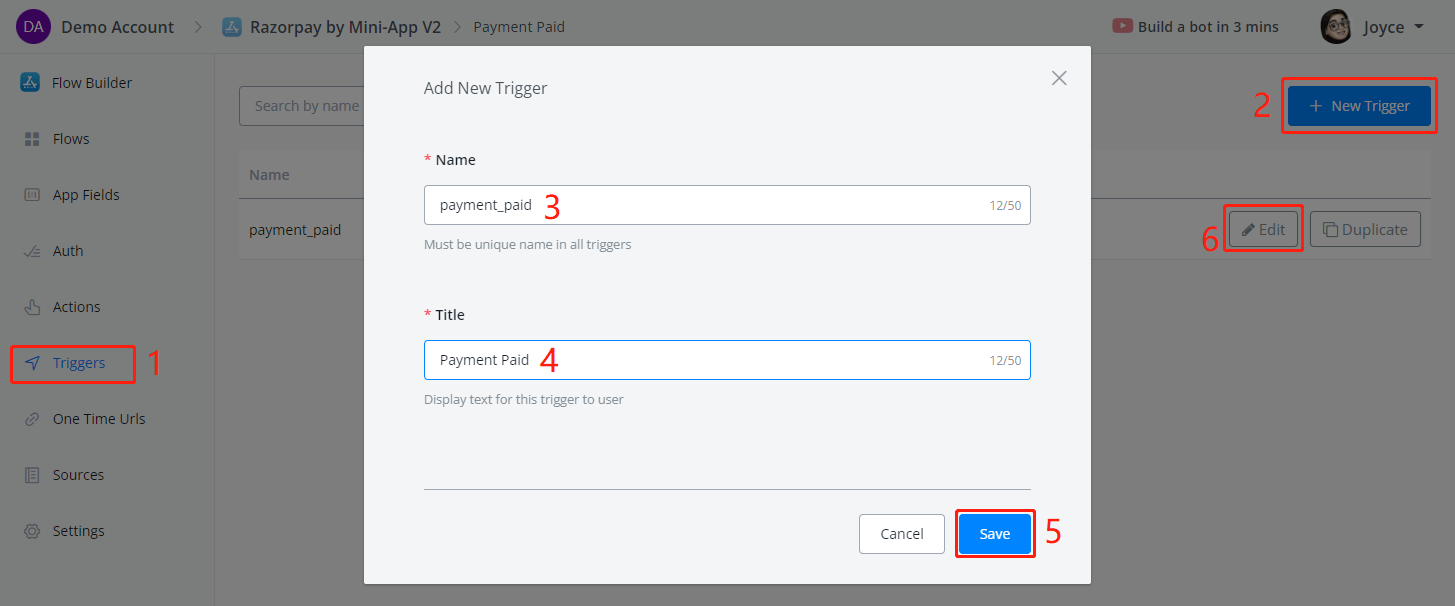 DA Demo Account > Razorpay by Mini-App V2 > Payment Paid
Build a bot in 3 mins
Joyce
Flow Builder
Flows
App Fields
Auth
Actions
Triggers 1
One Time Urls
Sources
Settings
Search by name
2 + New Trigger
Name
payment_paid
6 Edit
Duplicate
Add New Trigger
* Name
payment_paid 3 12/50
Must be unique name in all triggers
* Title
Payment Paid 4 12/50
Display text for this trigger to user
Cancel
Save 5